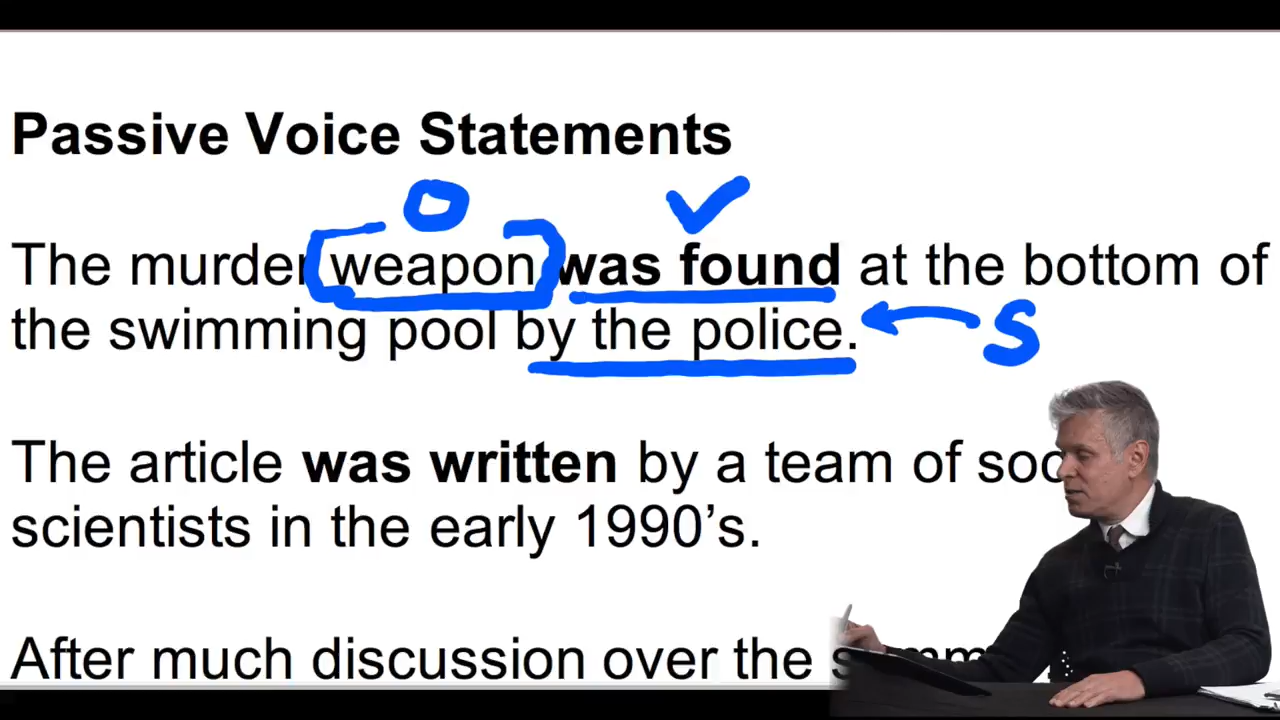 Passive Voice Statements
O V
The murder weapon was found at the bottom of
the swimming pool by the police. S
The article was written by a team of
scientists in the early 1990’s.
After much discussion over the